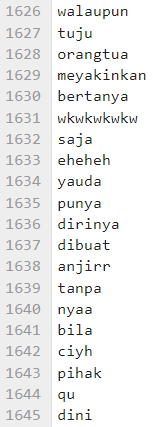 1626 walaupun
1627 tuju
1628 orangtua
1629 meyakinkan
1630 bertanya
1631 wkwkwkwkw
1632 saja
1633 eheheh
1634 yauda
1635 punya
1636 dirinya
1637 dibuat
1638 anjirr
1639 tanpa
1640 nyaa
1641 bila
1642 ciyh
1643 pihak
1644 qu
1645 dini